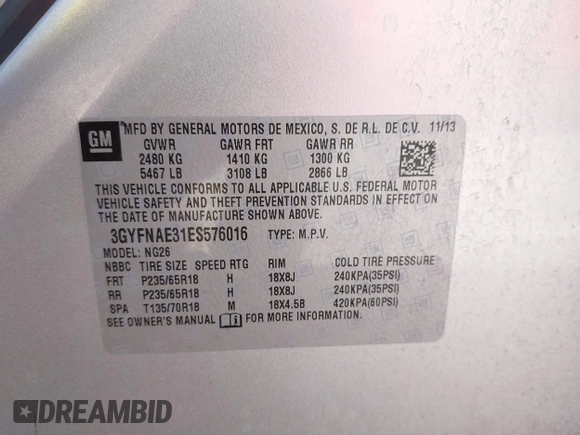 GM
MFD BY GENERAL MOTORS DE MEXICO, S. DE R.L. DE C.V. 11/13
GVWR GAWR FRT GAWR RR
2480 KG 1410 KG 1300 KG
5467 LB 3108 LB 2866 LB
THIS VEHICLE CONFORMS TO ALL APPLICABLE U.S. FEDERAL MOTOR
VEHICLE SAFETY AND THEFT PREVENTION STANDARDS IN EFFECT ON
THE DATE OF MANUFACTURE SHOWN ABOVE.
3GYFNAE31ES576016 TYPE: M.P.V.
MODEL: NG26
NBBC TIRE SIZE SPEED RTG RIM COLD TIRE PRESSURE
FRT P235/65R18 H 18X8J 240KPA(35PSI)
RR P235/65R18 H 18X8J 240KPA(35PSI)
SPA T135/70R18 M 18X4.5B 420KPA(60PSI)
SEE OWNER'S MANUAL FOR MORE INFORMATION.
DREAMBID